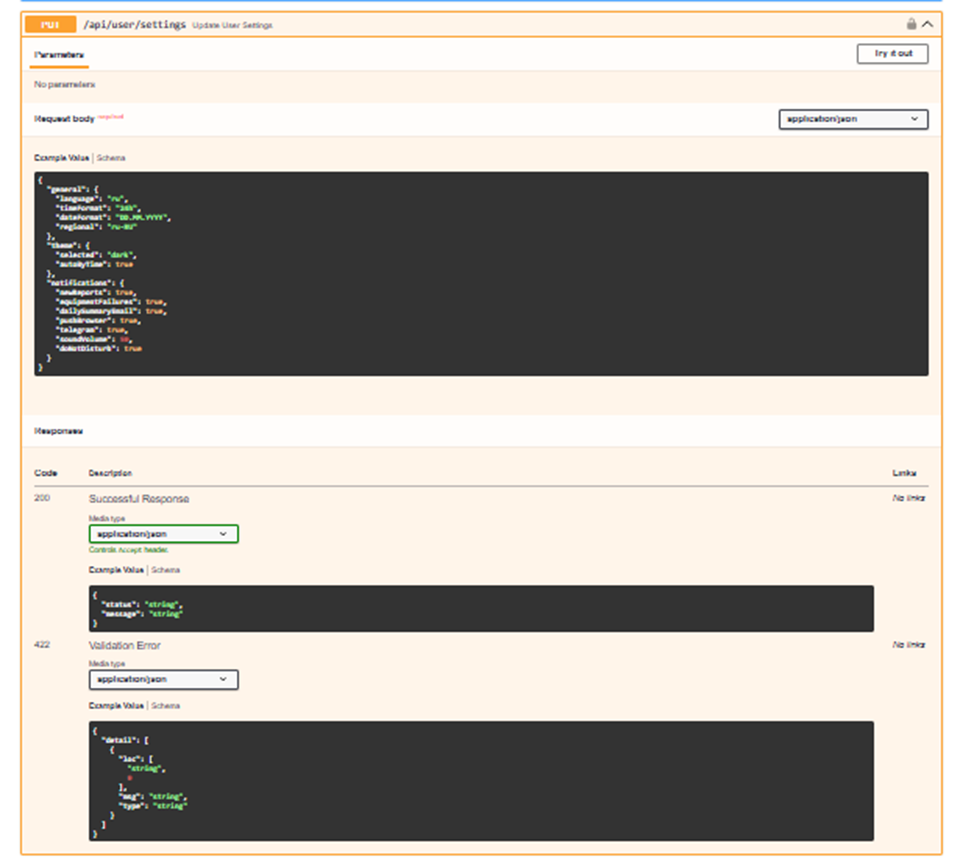 PUT /api/user/settings Update User Settings
Parameters
Try it out
No parameters
Request body required
application/json
Example Value | Schema
{
"general": {
"language": "ru",
"timeFormat": "24h",
"dateFormat": "DD.MM.YYYY",
"regional": "ru-RU"
},
"theme": {
"selected": "dark",
"autoByTime": true
},
"notifications": {
"newReports": true,
"equipmentFailures": true,
"dailySummaryEmail": true,
"pushBrowser": true,
"telegram": true,
"soundVolume":
"doNotDisturb": true
}
}
Responses
Code Description Links
200 Successful Response No links
Media type
application/json
Controls Accept header.
Example Value | Schema
{
"status": "string",
"message": "string"
}
422 Validation Error No links
Media type
application/json
Example Value | Schema
{
"detail": [
{
"loc": [
"string",
0
],
"msg": "string",
"type": "string"
}
]
}